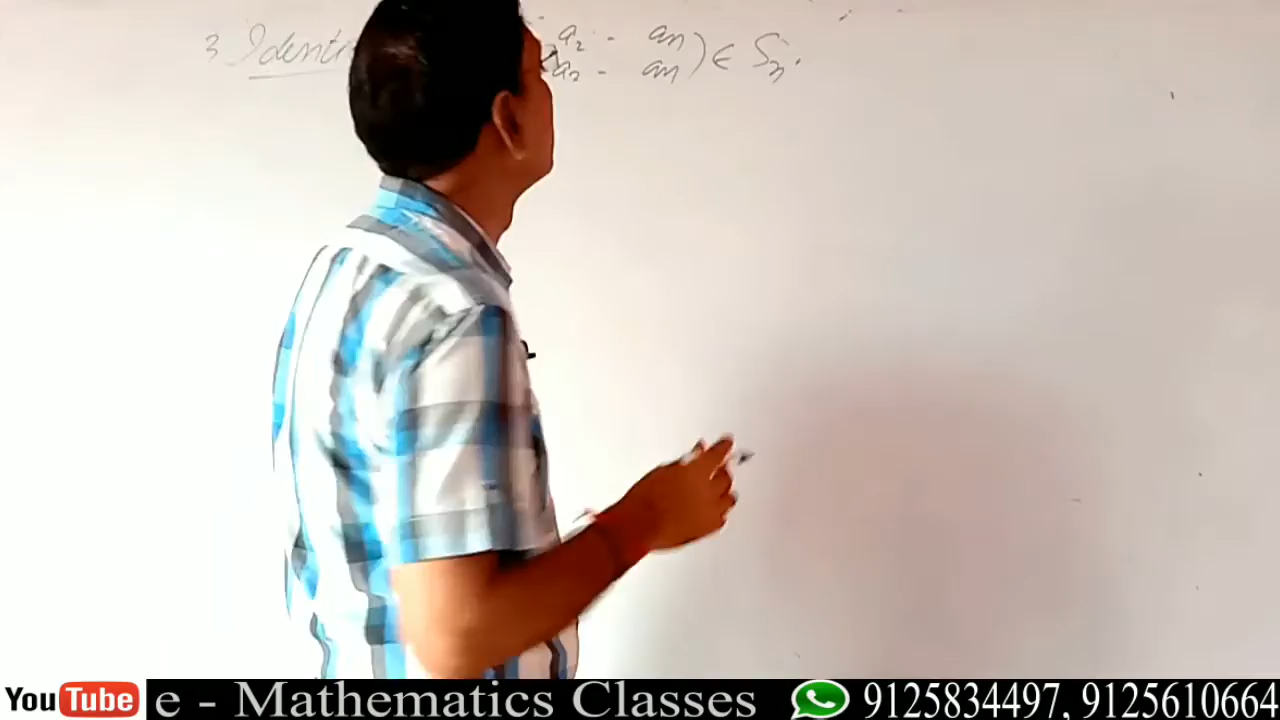 3 Identi
a2 - an
a2 - an ) ∈ Sn.
YouTube e - Mathematics Classes 9125834497, 9125610664